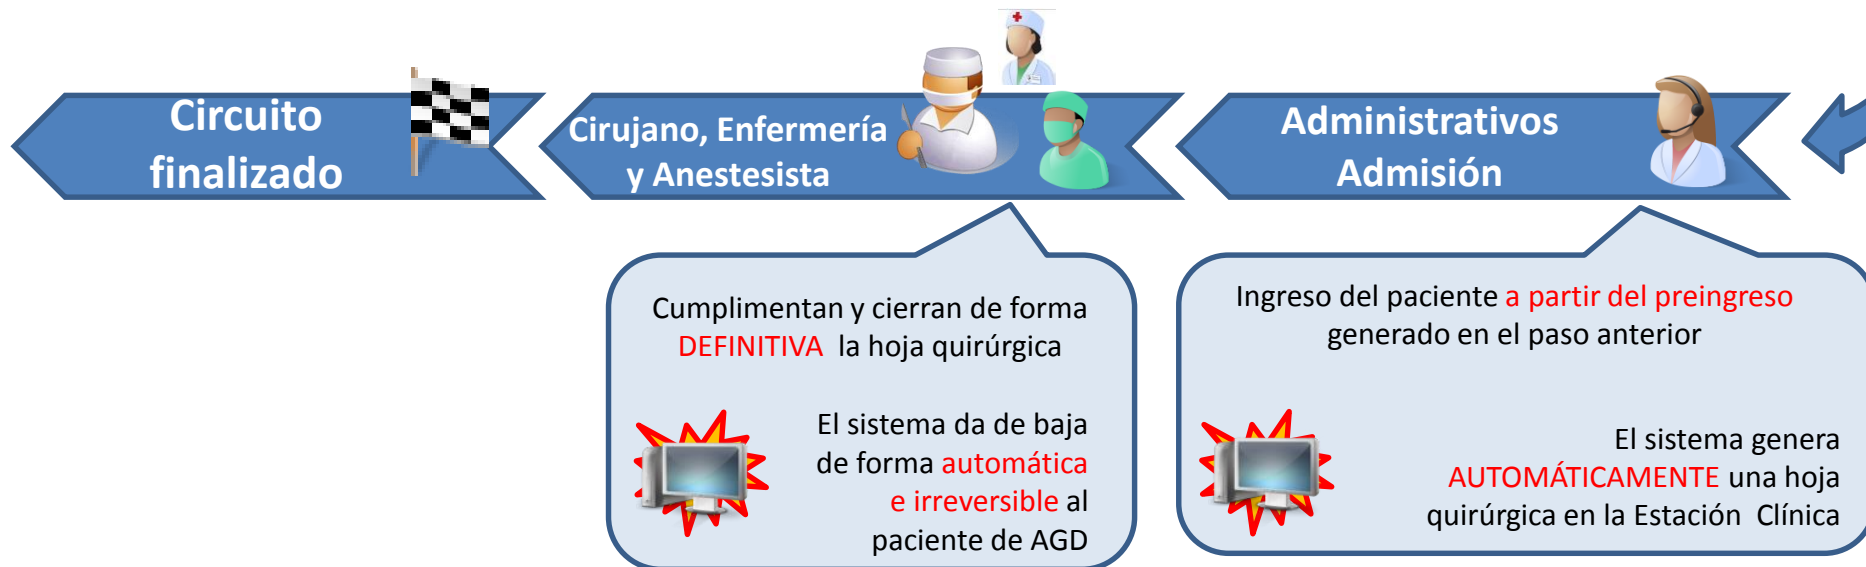 Circuito
finalizado
Cirujano, Enfermería
y Anestesista
Administrativos
Admisión
Cumplimentan y cierran de forma
DEFINITIVA la hoja quirúrgica
El sistema da de baja
de forma automática
e irreversible al
paciente de AGD
Ingreso del paciente a partir del preingreso
generado en el paso anterior
El sistema genera
AUTOMÁTICAMENTE una hoja
quirúrgica en la Estación Clínica